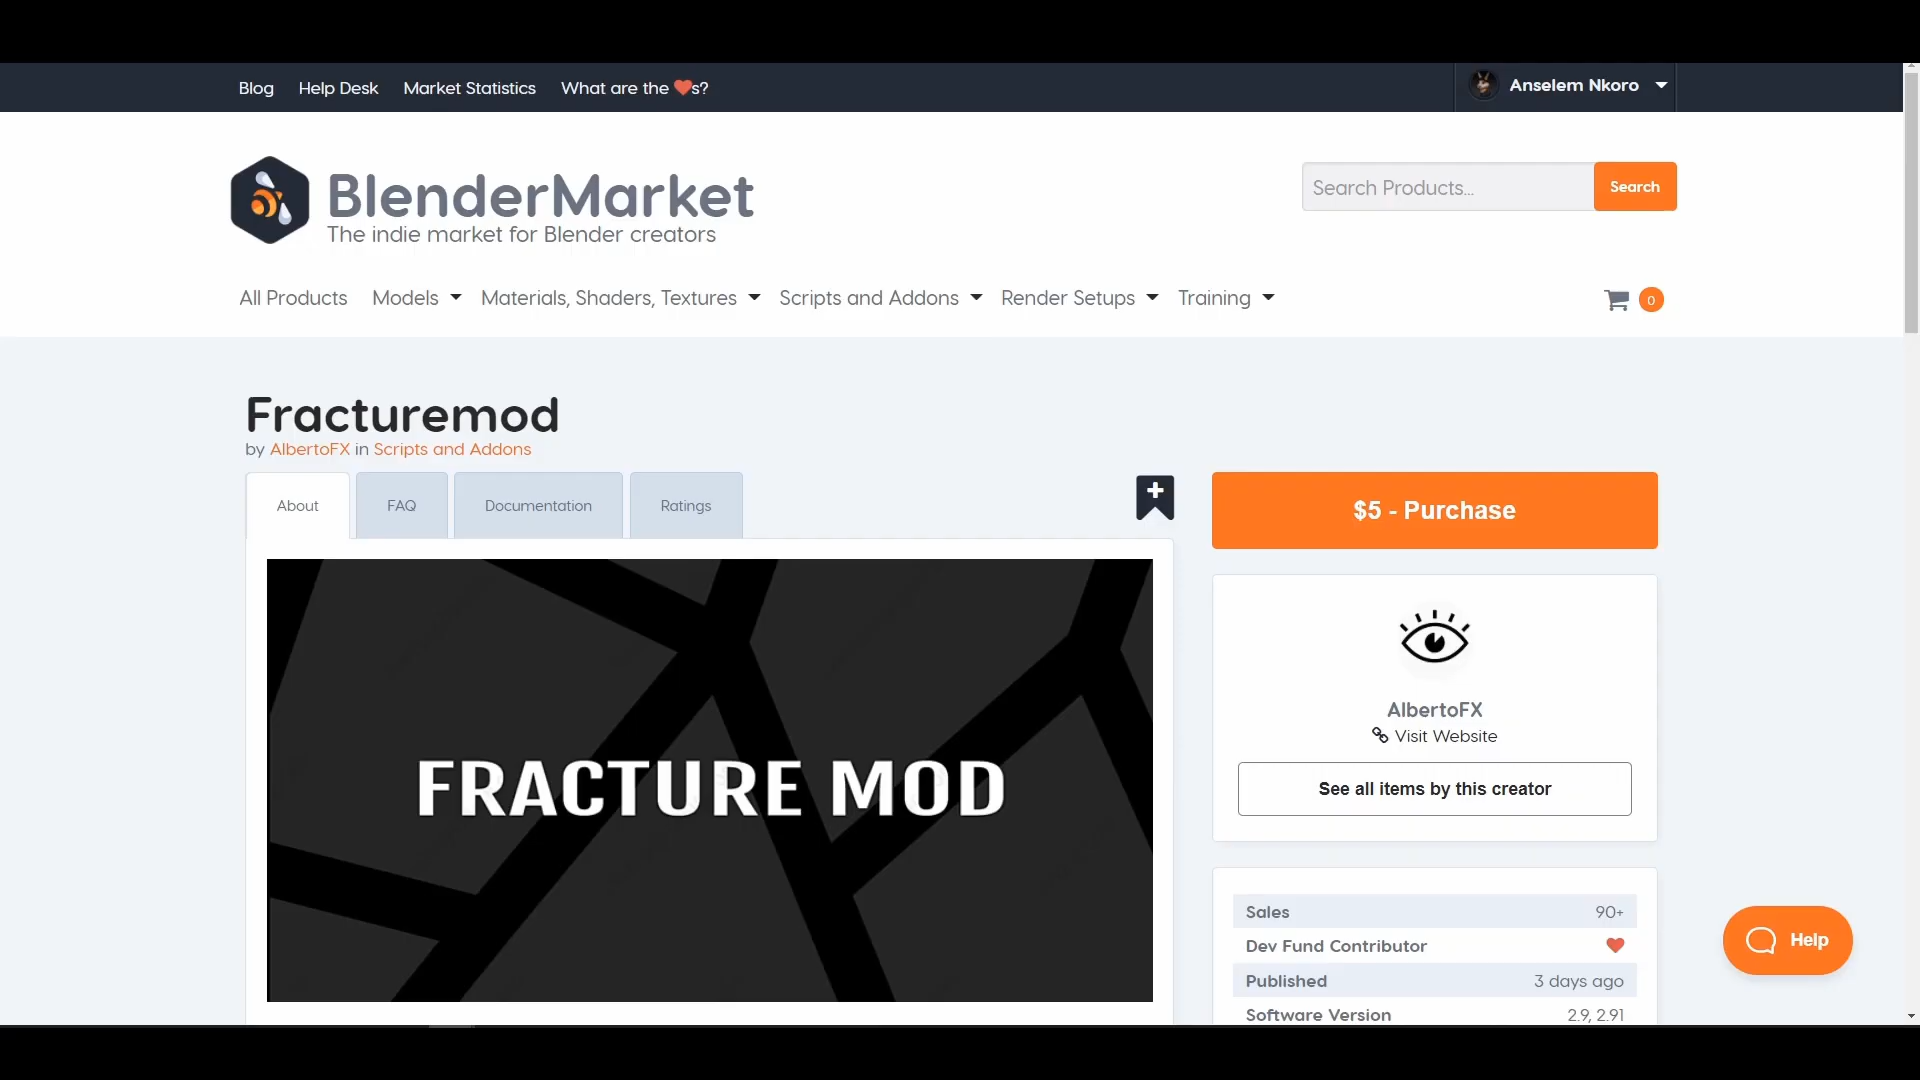 Blog Help Desk Market Statistics What are the ❤s? Anselem Nkoro
BlenderMarket
The indie market for Blender creators
Search Products... Search
All Products Models Materials, Shaders, Textures Scripts and Addons Render Setups Training 0
Fracturemod
by AlbertoFX in Scripts and Addons
About FAQ Documentation Ratings
$5 - Purchase
FRACTURE MOD
AlbertoFX
Visit Website
See all items by this creator
Sales 90+
Dev Fund Contributor ❤
Published 3 days ago
Software Version 2.9, 2.91
Help